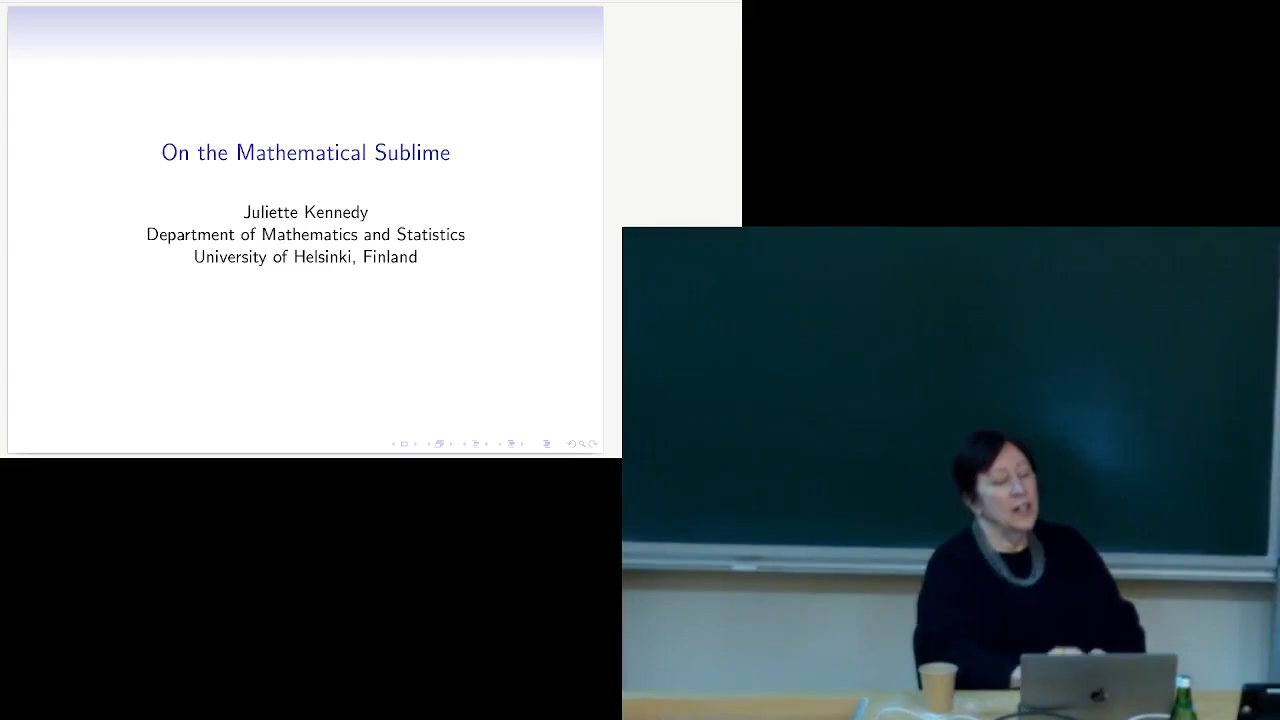 On the Mathematical Sublime
Juliette Kennedy
Department of Mathematics and Statistics
University of Helsinki, Finland